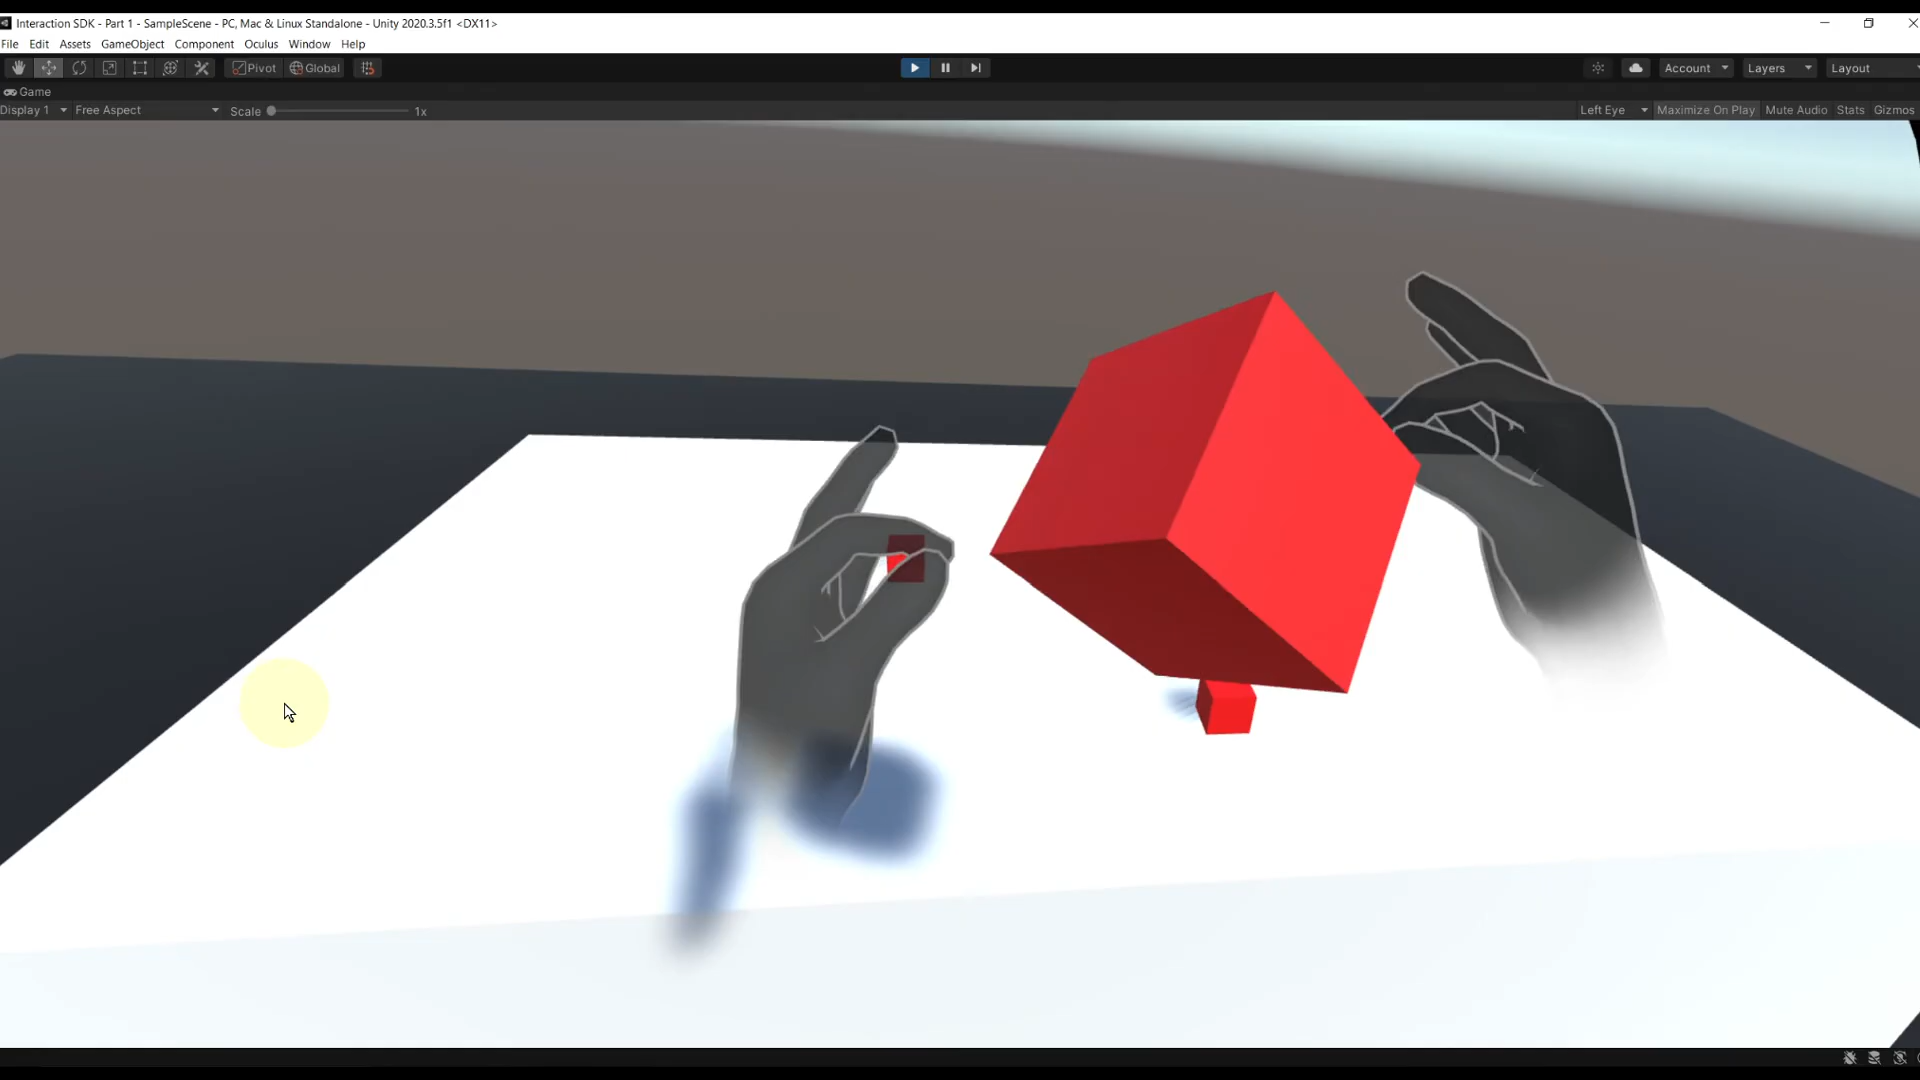 Interaction SDK - Part 1 - SampleScene - PC, Mac & Linux Standalone - Unity 2020.3.5f1 <DX11>
File Edit Assets GameObject Component Oculus Window Help
Pivot Global Account Layers Layout
Game
Display 1 Free Aspect Scale 1x Left Eye Maximize On Play Mute Audio Stats Gizmos